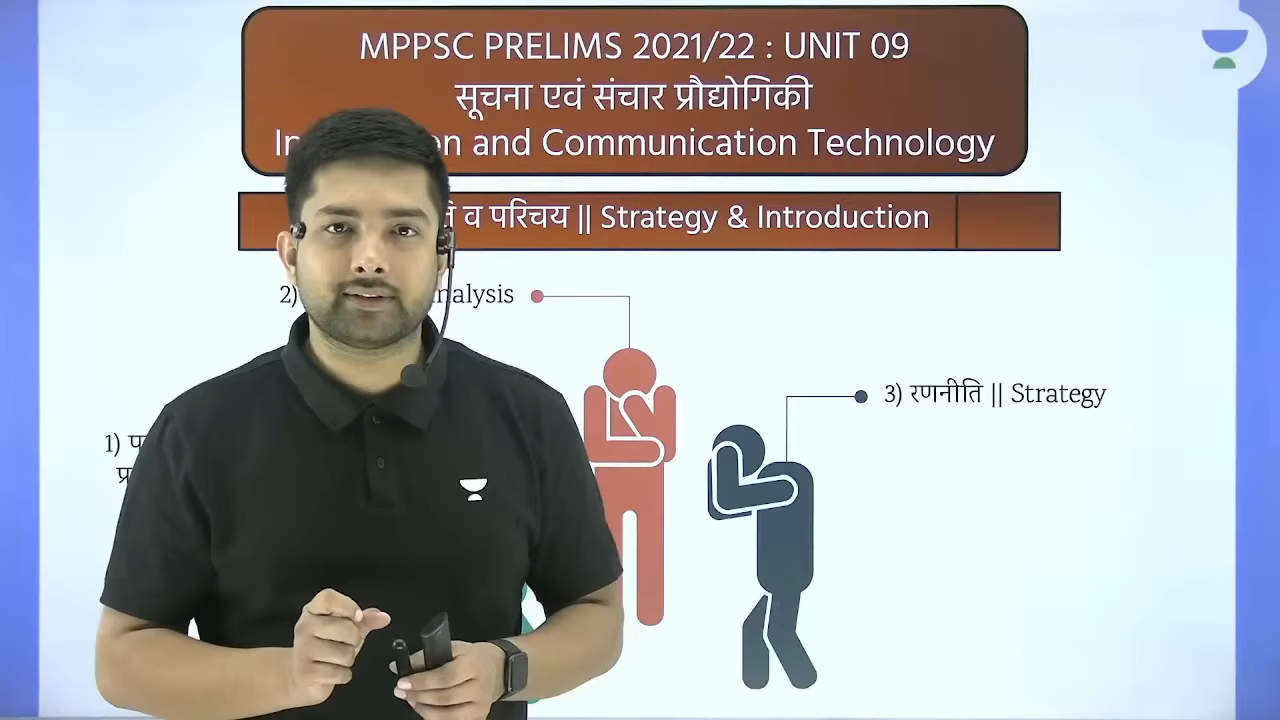 MPPSC PRELIMS 2021/22 : UNIT 09
सूचना एवं संचार प्रौद्योगिकी
and Communication Technology
व परिचय || Strategy & Introduction
2)
3) रणनीति || Strategy
1)